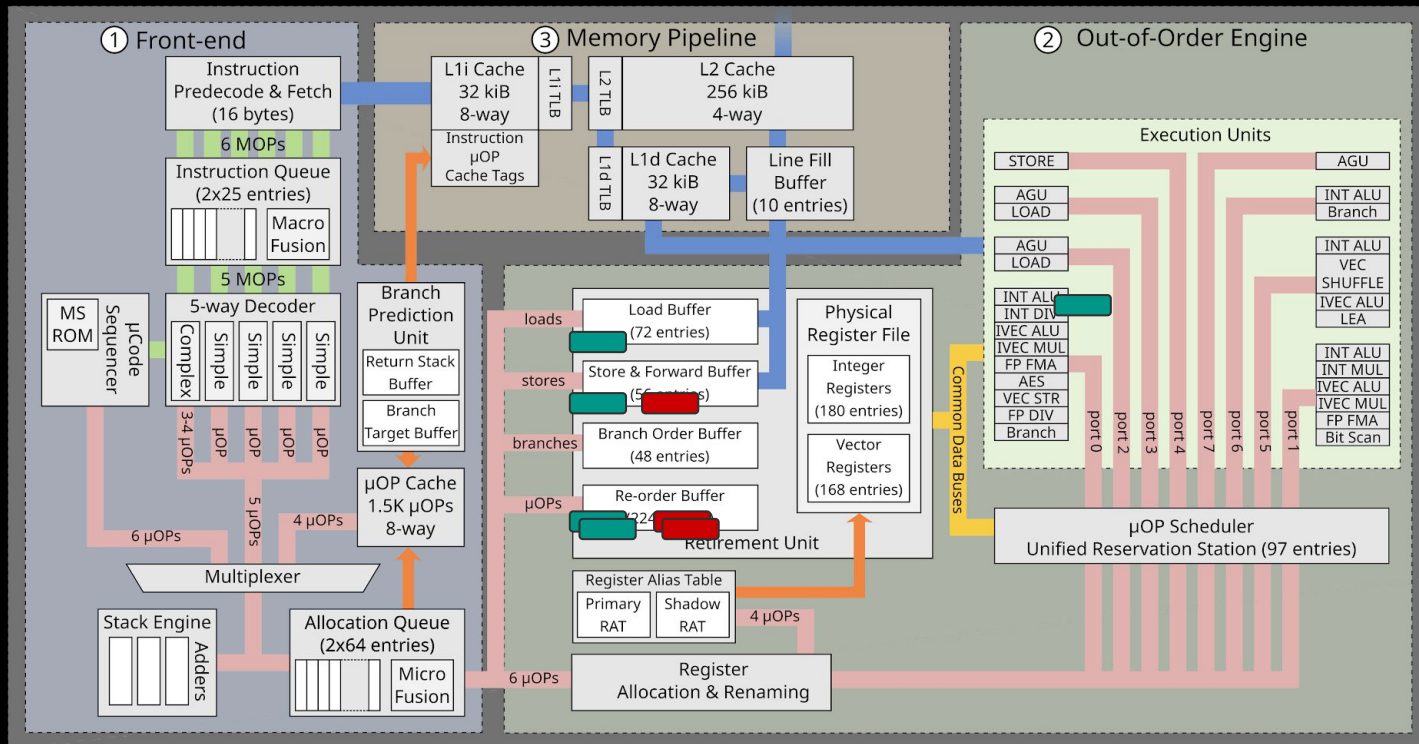 ① Front-end
③ Memory Pipeline
② Out-of-Order Engine
Instruction
Predecode & Fetch
(16 bytes)
6 MOPs
Instruction Queue
(2x25 entries)
Macro
Fusion
5 MOPs
5-way Decoder
Complex
Simple
Simple
Simple
Simple
MS
ROM
µCode
Sequencer
3-4 µOPs
µOP
µOP
µOP
µOP
5 µOPs
6 µOPs
4 µOPs
Multiplexer
Stack Engine
Adders
Allocation Queue
(2x64 entries)
Micro
Fusion
Branch
Prediction
Unit
Return Stack
Buffer
Branch
Target Buffer
µOP Cache
1.5K µOPs
8-way
L1i Cache
32 kiB
8-way
L1i TLB
Instruction
µOP
Cache Tags
L2 TLB
L2 Cache
256 kiB
4-way
L1d TLB
L1d Cache
32 kiB
8-way
Line Fill
Buffer
(10 entries)
loads
stores
branches
µOPs
Load Buffer
(72 entries)
Store & Forward Buffer
Branch Order Buffer
(48 entries)
Re-order Buffer
Retirement Unit
Physical
Register File
Integer
Registers
(180 entries)
Vector
Registers
(168 entries)
Register Alias Table
Primary
RAT
Shadow
RAT
4 µOPs
6 µOPs
Register
Allocation & Renaming
Common Data Buses
Execution Units
STORE
AGU
LOAD
AGU
LOAD
INT ALU
INT DIV
IVEC ALU
IVEC MUL
FP FMA
AES
VEC STR
FP DIV
Branch
port 0
port 2
port 3
port 4
port 7
port 6
port 5
port 1
AGU
INT ALU
Branch
INT ALU
VEC
SHUFFLE
IVEC ALU
LEA
INT ALU
INT MUL
IVEC ALU
IVEC MUL
FP FMA
Bit Scan
µOP Scheduler
Unified Reservation Station (97 entries)